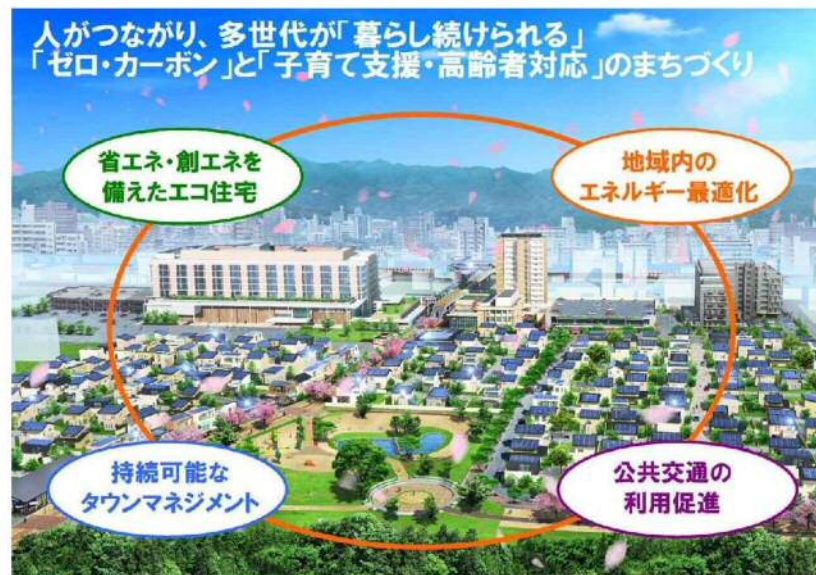 人がつながり、多世代が「暮らし続けられる」
「ゼロ・カーボン」と「子育て支援・高齢者対応」のまちづくり
省エネ・創エネを
備えたエコ住宅
地域内の
エネルギー最適化
持続可能な
タウンマネジメント
公共交通の
利用促進